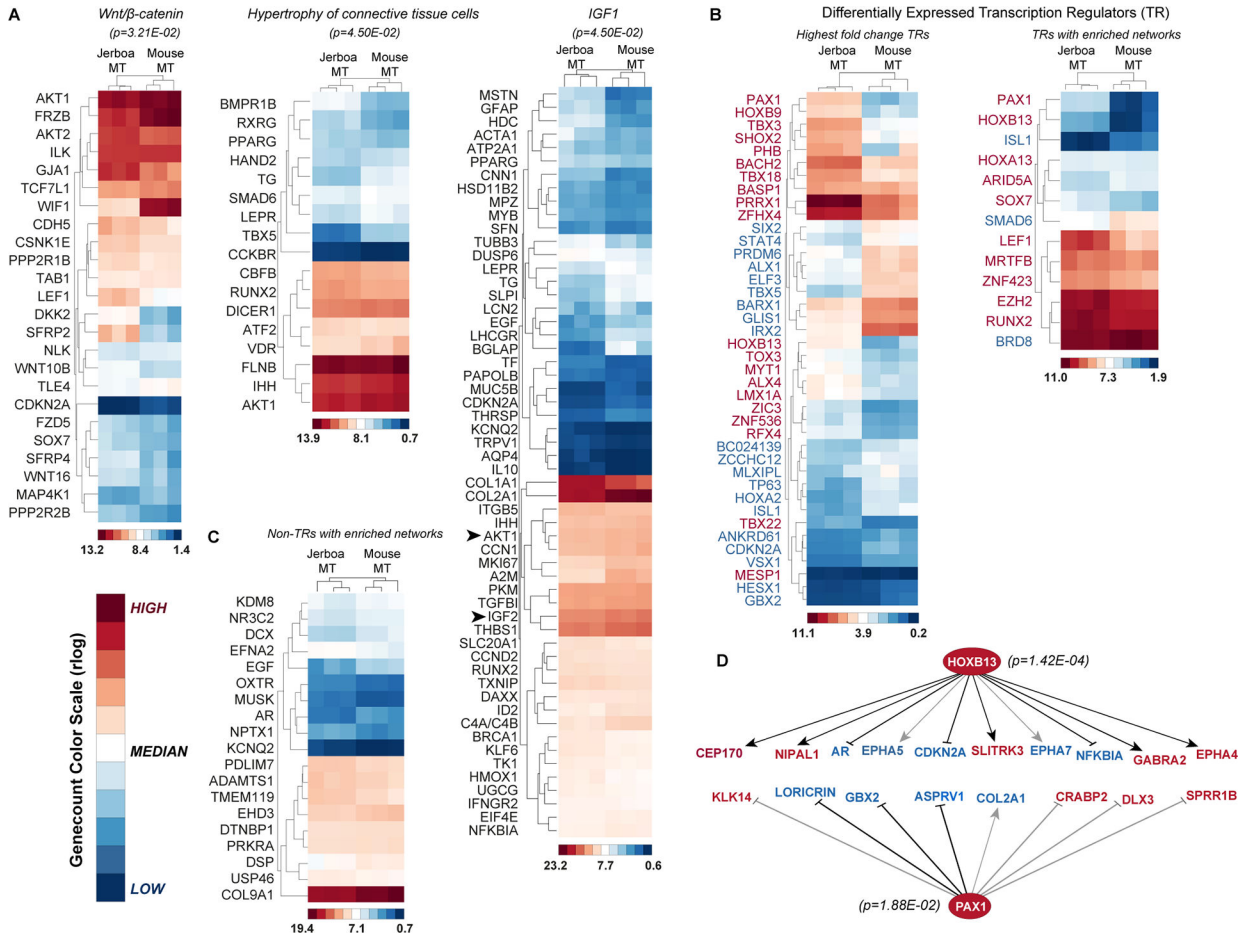 A
Wnt/β-catenin
(p=3.21E-02)
Jerboa Mouse
MT MT
AKT1
FRZB
AKT2
ILK
GJA1
TCF7L1
WIF1
CDH5
CSNK1E
PPP2R1B
TAB1
LEF1
DKK2
SFRP2
NLK
WNT10B
TLE4
CDKN2A
FZD5
SOX7
SFRP4
WNT16
MAP4K1
PPP2R2B
13.2 8.4 1.4
Hypertrophy of connective tissue cells
(p=4.50E-02)
Jerboa Mouse
MT MT
BMPR1B
RXRG
PPARG
HAND2
TG
SMAD6
LEPR
TBX5
CCKBR
CBFB
RUNX2
DICER1
ATF2
VDR
FLNB
IHH
AKT1
13.9 8.1 0.7
IGF1
(p=4.50E-02)
Jerboa Mouse
MT MT
MSTN
GFAP
HDC
ACTA1
ATP2A1
PPARG
CNN1
HSD11B2
MPZ
MYB
SFN
TUBB3
DUSP6
LEPR
TG
SLPI
LCN2
EGF
LHCGR
BGLAP
TF
PAPOLB
MUC5B
CDKN2A
THRSP
KCNQ2
TRPV1
AQP4
IL10
COL1A1
COL2A1
ITGB5
IHH
AKT1
CCN1
MKI67
A2M
PKM
TGFBI
IGF2
THBS1
SLC20A1
CCND2
RUNX2
TXNIP
DAXX
ID2
C4A/C4B
BRCA1
KLF6
TK1
HMOX1
UGCG
IFNGR2
EIF4E
NFKBIA
23.2 7.7 0.6
Genecount Color Scale (rlog)
HIGH
MEDIAN
LOW
B
Differentially Expressed Transcription Regulators (TR)
Highest fold change TRs
Jerboa Mouse
MT MT
PAX1
HOXB9
TBX3
SHOX2
PHB
BACH2
TBX18
BASP1
PRRX1
ZFHX4
SIX2
STAT4
PRDM6
ALX1
ELF3
TBX5
BARX1
GLIS1
IRX2
HOXB13
TOX3
MYT1
ALX4
LMX1A
ZIC3
ZNF536
RFX4
BC024139
ZCCHC12
MLXIPL
TP63
HOXA2
ISL1
TBX22
ANKRD61
CDKN2A
VSX1
MESP1
HESX1
GBX2
11.1 3.9 0.2
TRs with enriched networks
Jerboa Mouse
MT MT
PAX1
HOXB13
ISL1
HOXA13
ARID5A
SOX7
SMAD6
LEF1
MRTFB
ZNF423
EZH2
RUNX2
BRD8
11.0 7.3 1.9
C
Non-TRs with enriched networks
Jerboa Mouse
MT MT
KDM8
NR3C2
DCX
EFNA2
EGF
OXTR
MUSK
AR
NPTX1
KCNQ2
PDLIM7
ADAMTS1
TMEM119
EHD3
DTNBP1
PRKRA
DSP
USP46
COL9A1
19.4 7.1 0.7
D
HOXB13 (p=1.42E-04)
CEP170 NIPAL1 AR EPHA5 CDKN2A SLITRK3 EPHA7 NFKBIA GABRA2 EPHA4
KLK14 LORICRIN GBX2 ASPRV1 COL2A1 CRABP2 DLX3 SPRR1B
(p=1.88E-02) PAX1